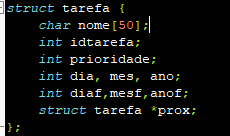 struct tarefa {
char nome[50];
int idtarefa;
int prioridade;
int dia, mes, ano;
int diaf,mesf,anof;
struct tarefa *prox;
};